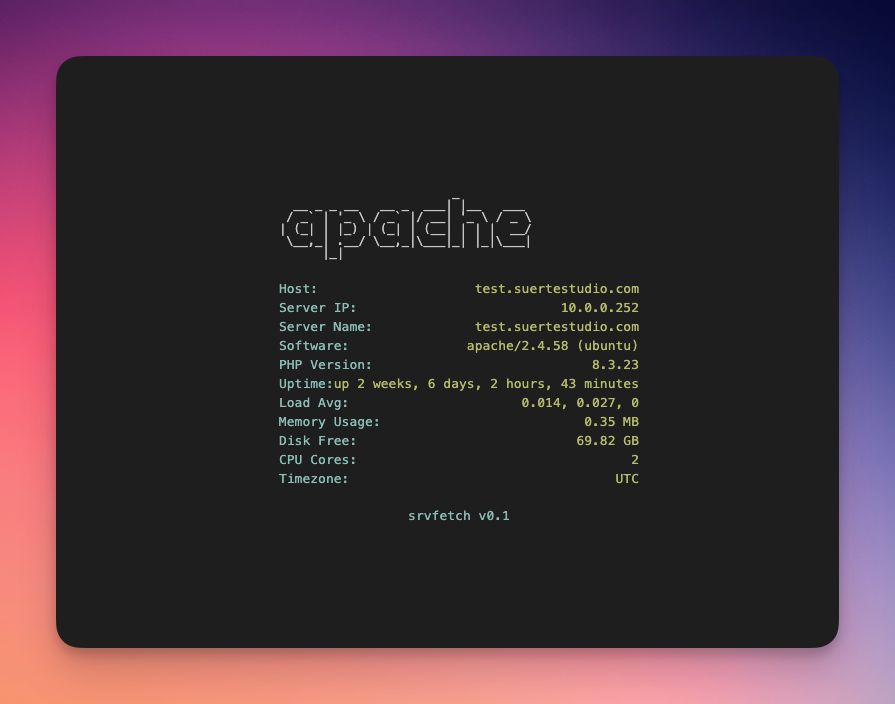 apache
Host: test.suertestudio.com
Server IP: 10.0.0.252
Server Name: test.suertestudio.com
Software: apache/2.4.58 (ubuntu)
PHP Version: 8.3.23
Uptime:up 2 weeks, 6 days, 2 hours, 43 minutes
Load Avg: 0.014, 0.027, 0
Memory Usage: 0.35 MB
Disk Free: 69.82 GB
CPU Cores: 2
Timezone: UTC
srvfetch v0.1